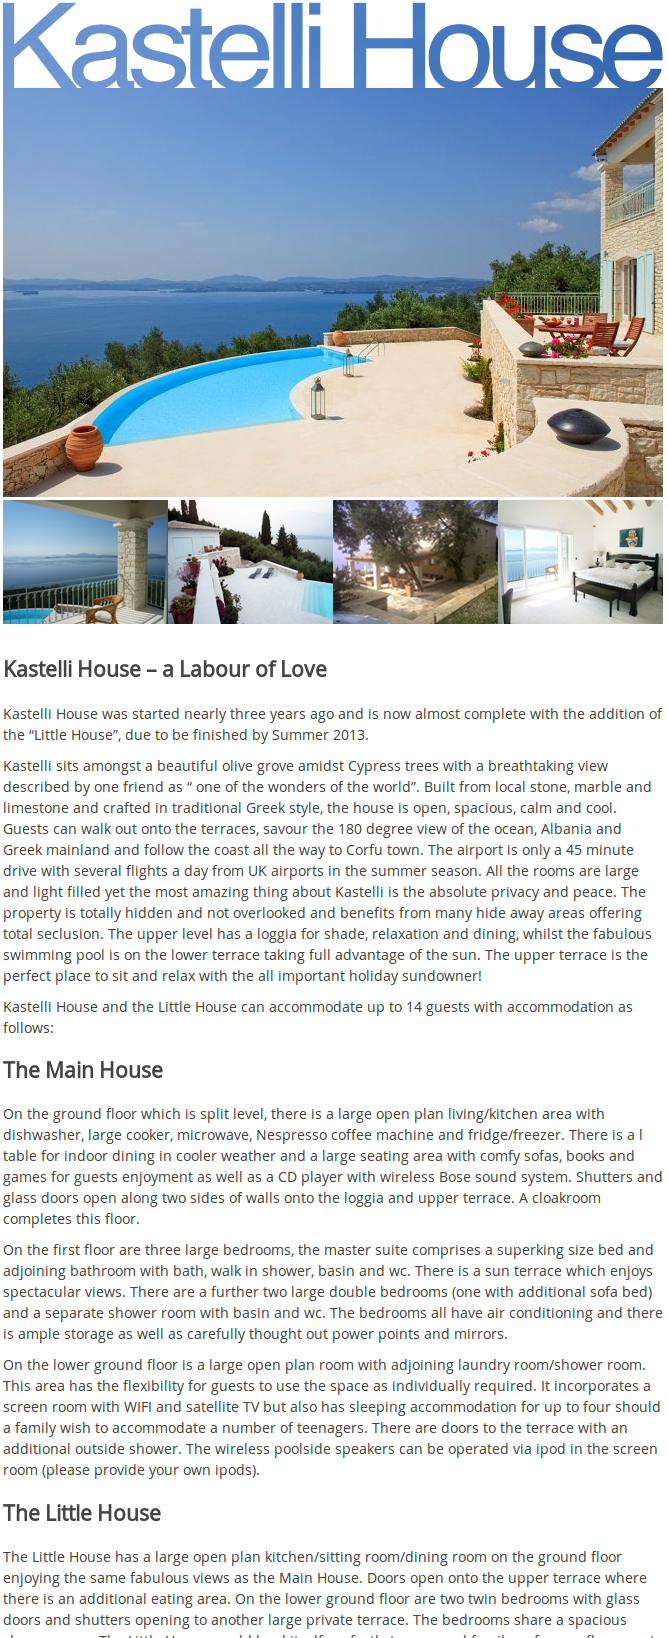 Kastelli House
Kastelli House – a Labour of Love
Kastelli House was started nearly three years ago and is now almost complete with the addition of
the “Little House”, due to be finished by Summer 2013.
Kastelli sits amongst a beautiful olive grove amidst Cypress trees with a breathtaking view
described by one friend as “ one of the wonders of the world”. Built from local stone, marble and
limestone and crafted in traditional Greek style, the house is open, spacious, calm and cool.
Guests can walk out onto the terraces, savour the 180 degree view of the ocean, Albania and
Greek mainland and follow the coast all the way to Corfu town. The airport is only a 45 minute
drive with several flights a day from UK airports in the summer season. All the rooms are large
and light filled yet the most amazing thing about Kastelli is the absolute privacy and peace. The
property is totally hidden and not overlooked and benefits from many hide away areas offering
total seclusion. The upper level has a loggia for shade, relaxation and dining, whilst the fabulous
swimming pool is on the lower terrace taking full advantage of the sun. The upper terrace is the
perfect place to sit and relax with the all important holiday sundowner!
Kastelli House and the Little House can accommodate up to 14 guests with accommodation as
follows:
The Main House
On the ground floor which is split level, there is a large open plan living/kitchen area with
dishwasher, large cooker, microwave, Nespresso coffee machine and fridge/freezer. There is a l
table for indoor dining in cooler weather and a large seating area with comfy sofas, books and
games for guests enjoyment as well as a CD player with wireless Bose sound system. Shutters and
glass doors open along two sides of walls onto the loggia and upper terrace. A cloakroom
completes this floor.
On the first floor are three large bedrooms, the master suite comprises a superking size bed and
adjoining bathroom with bath, walk in shower, basin and wc. There is a sun terrace which enjoys
spectacular views. There are a further two large double bedrooms (one with additional sofa bed)
and a separate shower room with basin and wc. The bedrooms all have air conditioning and there
is ample storage as well as carefully thought out power points and mirrors.
On the lower ground floor is a large open plan room with adjoining laundry room/shower room.
This area has the flexibility for guests to use the space as individually required. It incorporates a
screen room with WIFI and satellite TV but also has sleeping accommodation for up to four should
a family wish to accommodate a number of teenagers. There are doors to the terrace with an
additional outside shower. The wireless poolside speakers can be operated via ipod in the screen
room (please provide your own ipods).
The Little House
The Little House has a large open plan kitchen/sitting room/dining room on the ground floor
enjoying the same fabulous views as the Main House. Doors open onto the upper terrace where
there is an additional eating area. On the lower ground floor are two twin bedrooms with glass
doors and shutters opening to another large private terrace. The bedrooms share a spacious